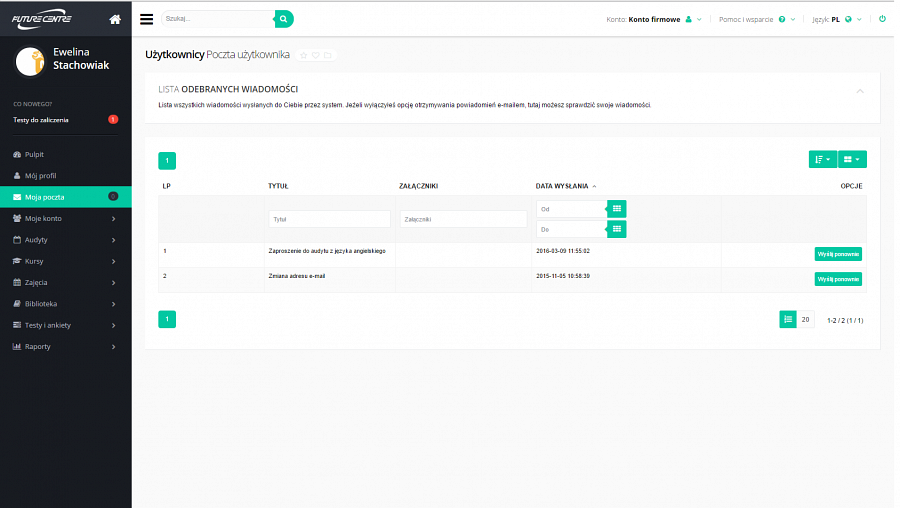 FUTURE CENTRE
Szukaj...
Konto: Konto firmowe
Pomoc i wsparcie
Język: PL
Ewelina
Stachowiak
CO NOWEGO?
Testy do zaliczenia 1
Pulpit
Mój profil
Moja poczta 0
Moje konto
Audyty
Kursy
Zajęcia
Biblioteka
Testy i ankiety
Raporty
Użytkownicy Poczta użytkownika
LISTA ODEBRANYCH WIADOMOŚCI
Lista wszystkich wiadomości wysłanych do Ciebie przez system. Jeżeli wyłączyłeś opcję otrzymywania powiadomień e-mailem, tutaj możesz sprawdzić swoje wiadomości.
1
LP TYTUŁ ZAŁĄCZNIKI DATA WYSŁANIA OPCJE
Tytuł Załączniki Od
Do
1 Zaproszenie do audytu z języka angielskiego 2016-03-09 11:55:02 Wyślij ponownie
2 Zmiana adresu e-mail 2015-11-05 10:58:39 Wyślij ponownie
1 20 1-2 / 2 (1 / 1)